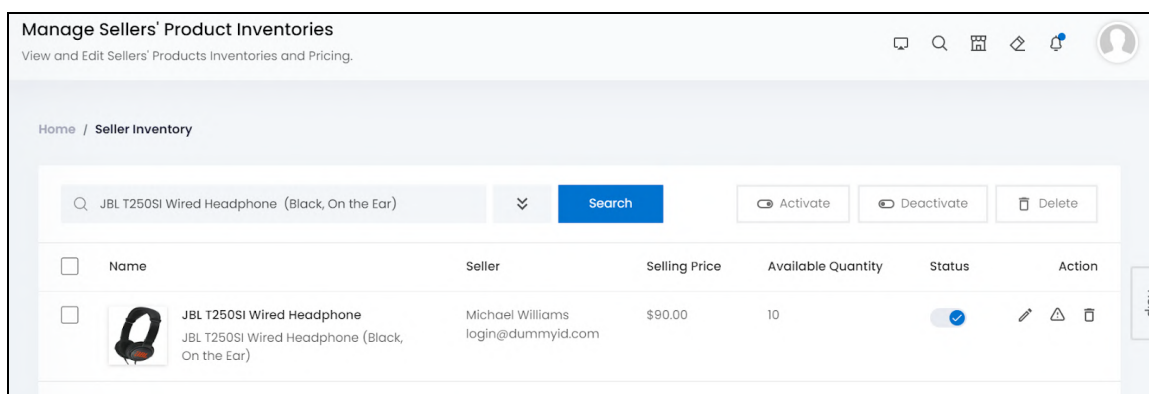 Manage Sellers' Product Inventories
View and Edit Sellers' Products Inventories and Pricing.
Home / Seller Inventory
JBL T250SI Wired Headphone (Black, On the Ear)
Search
Activate
Deactivate
Delete
Name
Seller
Selling Price
Available Quantity
Status
Action
JBL T250SI Wired Headphone
JBL T250SI Wired Headphone (Black,
On the Ear)
Michael Williams
login@dummyid.com
$90.00
10